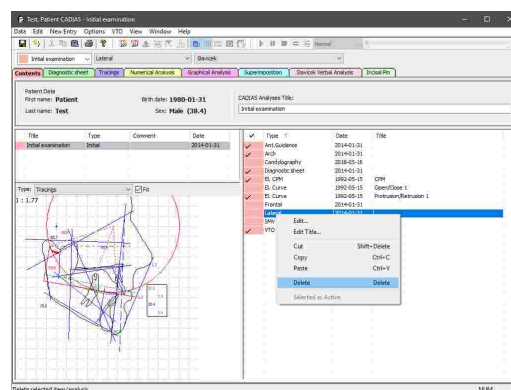 Test, Patient CADIAS - Initial examination
Data Edit New Entry Options VTO View Window Help
Normal
Initial examination Lateral Slavicek
Contents Diagnostic sheet Tracings Numerical Analysis Graphical Analysis Superimposition Slavicek Verbal Analysis Incisal Pin
Patient Data
First name: Patient Birth date: 1980-01-31 CADIAS Analyses Title:
Last name: Test Sex: Male (38.4) Initial examination
Title Type Comment Date Type Date Title
Initial examination Initial 2014-01-31
Ant.Guidance 2014-01-31
Arch 2014-01-31
Condylography 2018-05-16
Diagnostic sheet 2014-01-31
El. CPM 1992-05-15 CPM
El. Curve 1992-05-15 Open/Close 1
El. Curve 1992-05-15 Protrusion/Retrusion 1
Frontal 2014-01-31
Lateral 2014-01-31
SMV
VTO
Type: Tracings Fit
1 : 1.77
Edit...
Edit Title...
Cut Shift+Delete
Copy Ctrl+C
Paste Ctrl+V
Delete Delete
Selected as Active
Delete selected item/analysis NUM